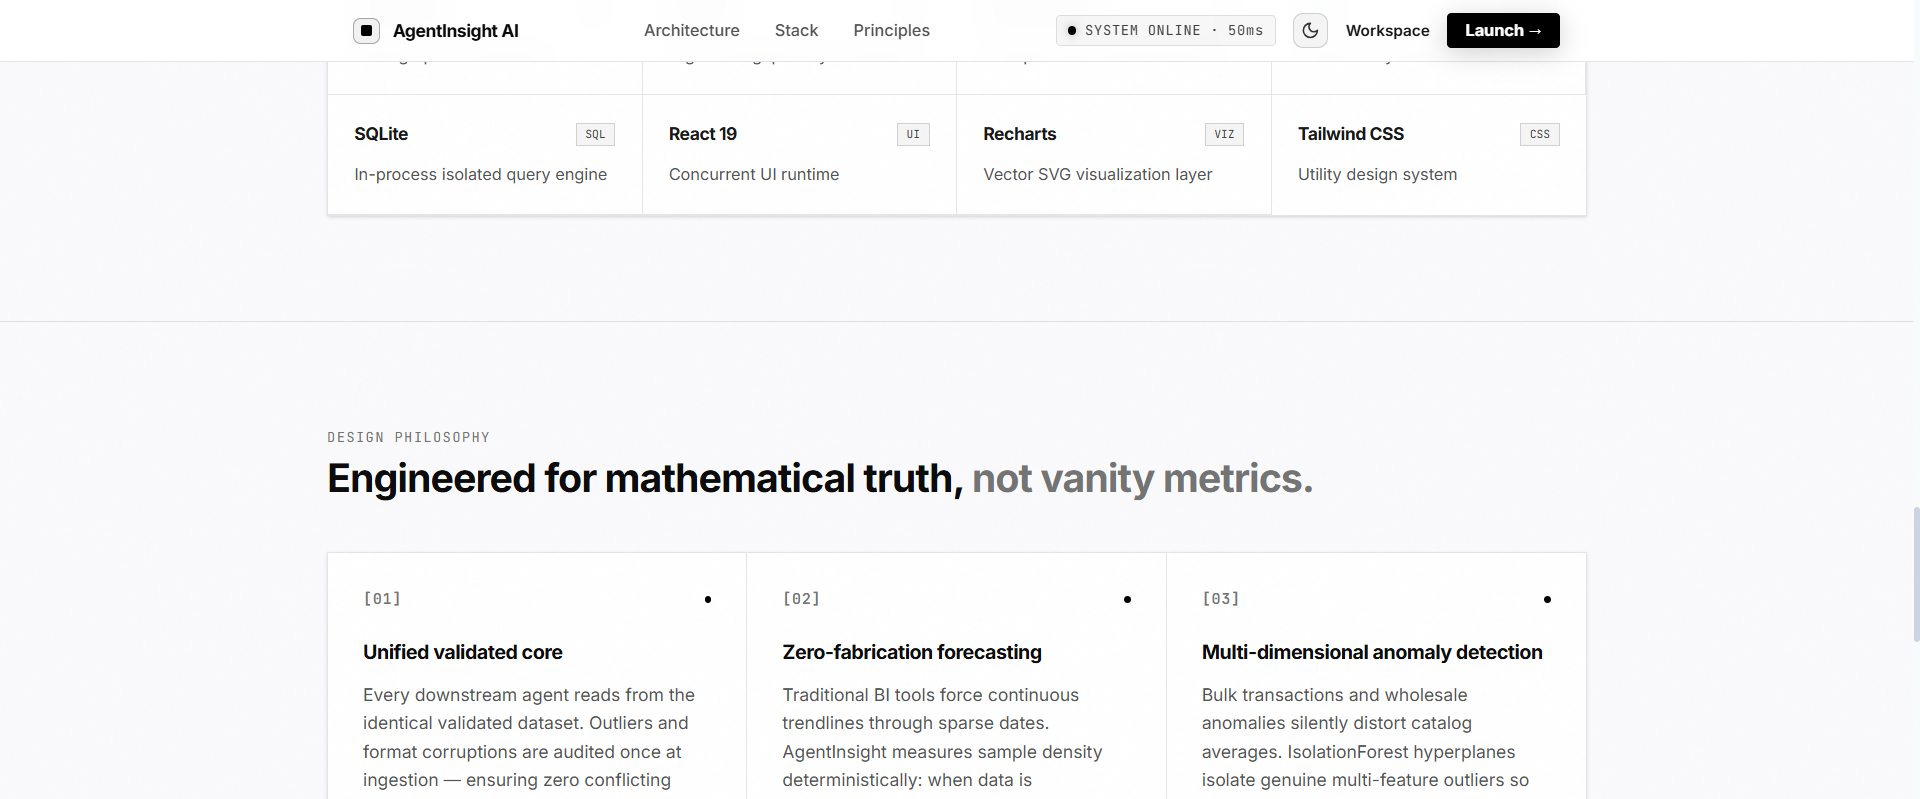 AgentInsight AI
Architecture
Stack
Principles
SYSTEM ONLINE · 50ms
Workspace
Launch →
SQLite
SQL
In-process isolated query engine
React 19
UI
Concurrent UI runtime
Recharts
VIZ
Vector SVG visualization layer
Tailwind CSS
CSS
Utility design system
DESIGN PHILOSOPHY
Engineered for mathematical truth, not vanity metrics.
[01]
Unified validated core
Every downstream agent reads from the
identical validated dataset. Outliers and
format corruptions are audited once at
ingestion — ensuring zero conflicting
[02]
Zero-fabrication forecasting
Traditional BI tools force continuous
trendlines through sparse dates.
AgentInsight measures sample density
deterministically: when data is
[03]
Multi-dimensional anomaly detection
Bulk transactions and wholesale
anomalies silently distort catalog
averages. IsolationForest hyperplanes
isolate genuine multi-feature outliers so